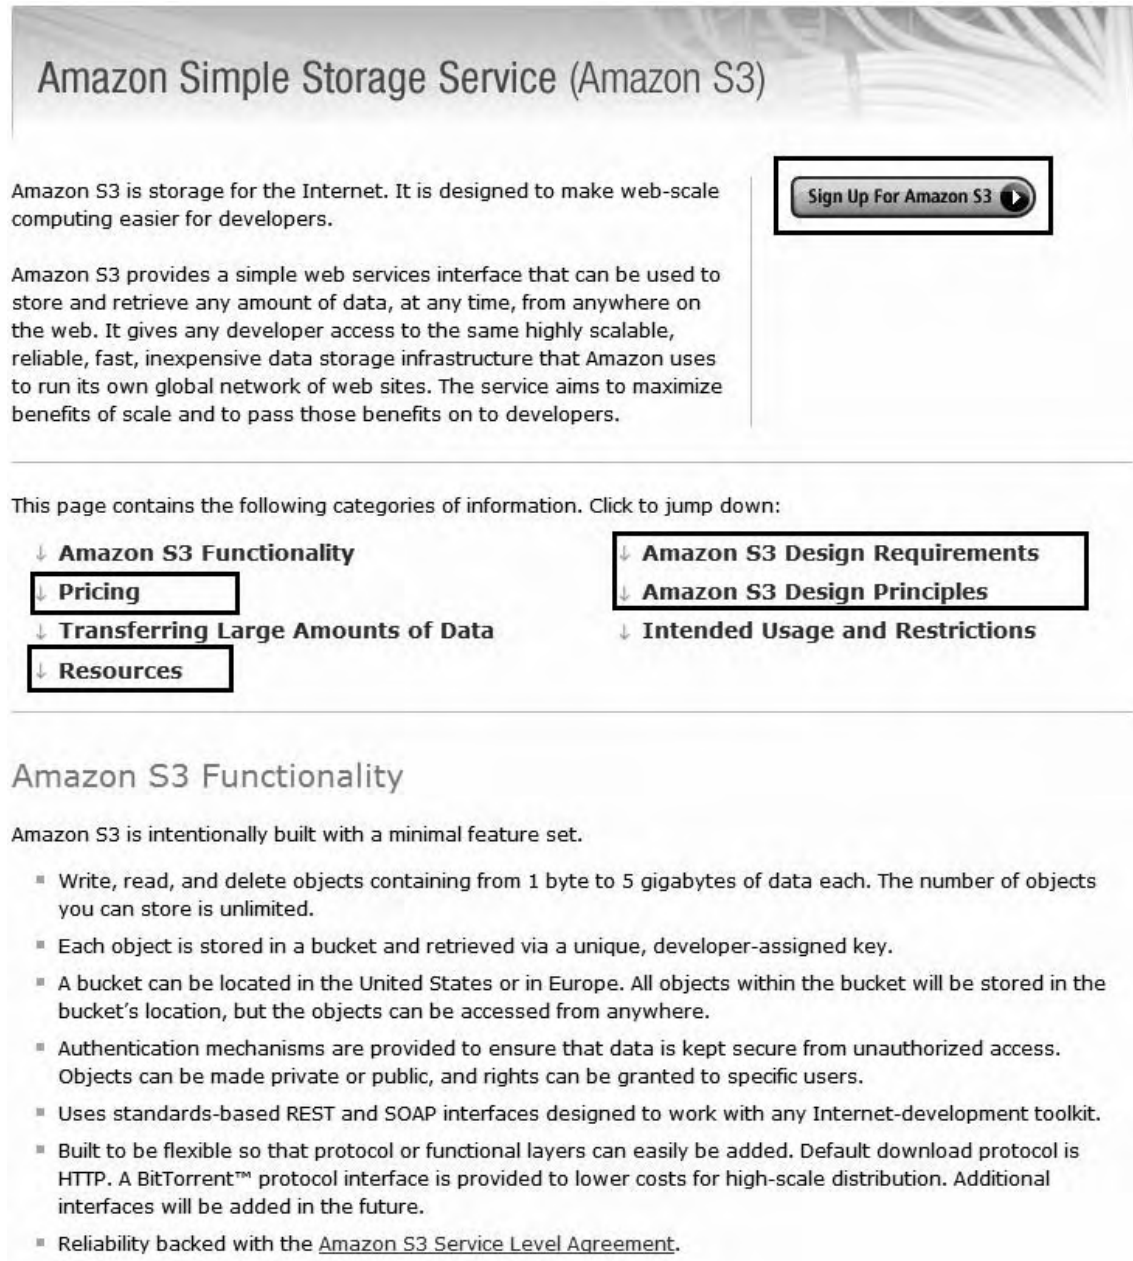 Amazon Simple Storage Service (Amazon S3)
Amazon S3 is storage for the Internet. It is designed to make web-scale
computing easier for developers.
Sign Up For Amazon S3
Amazon S3 provides a simple web services interface that can be used to
store and retrieve any amount of data, at any time, from anywhere on
the web. It gives any developer access to the same highly scalable,
reliable, fast, inexpensive data storage infrastructure that Amazon uses
to run its own global network of web sites. The service aims to maximize
benefits of scale and to pass those benefits on to developers.
This page contains the following categories of information. Click to jump down:
↓ Amazon S3 Functionality
↓ Pricing
↓ Transferring Large Amounts of Data
↓ Resources
↓ Amazon S3 Design Requirements
↓ Amazon S3 Design Principles
↓ Intended Usage and Restrictions
Amazon S3 Functionality
Amazon S3 is intentionally built with a minimal feature set.
▪ Write, read, and delete objects containing from 1 byte to 5 gigabytes of data each. The number of objects
you can store is unlimited.
▪ Each object is stored in a bucket and retrieved via a unique, developer-assigned key.
▪ A bucket can be located in the United States or in Europe. All objects within the bucket will be stored in the
bucket's location, but the objects can be accessed from anywhere.
▪ Authentication mechanisms are provided to ensure that data is kept secure from unauthorized access.
Objects can be made private or public, and rights can be granted to specific users.
▪ Uses standards-based REST and SOAP interfaces designed to work with any Internet-development toolkit.
▪ Built to be flexible so that protocol or functional layers can easily be added. Default download protocol is
HTTP. A BitTorrent™ protocol interface is provided to lower costs for high-scale distribution. Additional
interfaces will be added in the future.
▪ Reliability backed with the Amazon S3 Service Level Agreement.